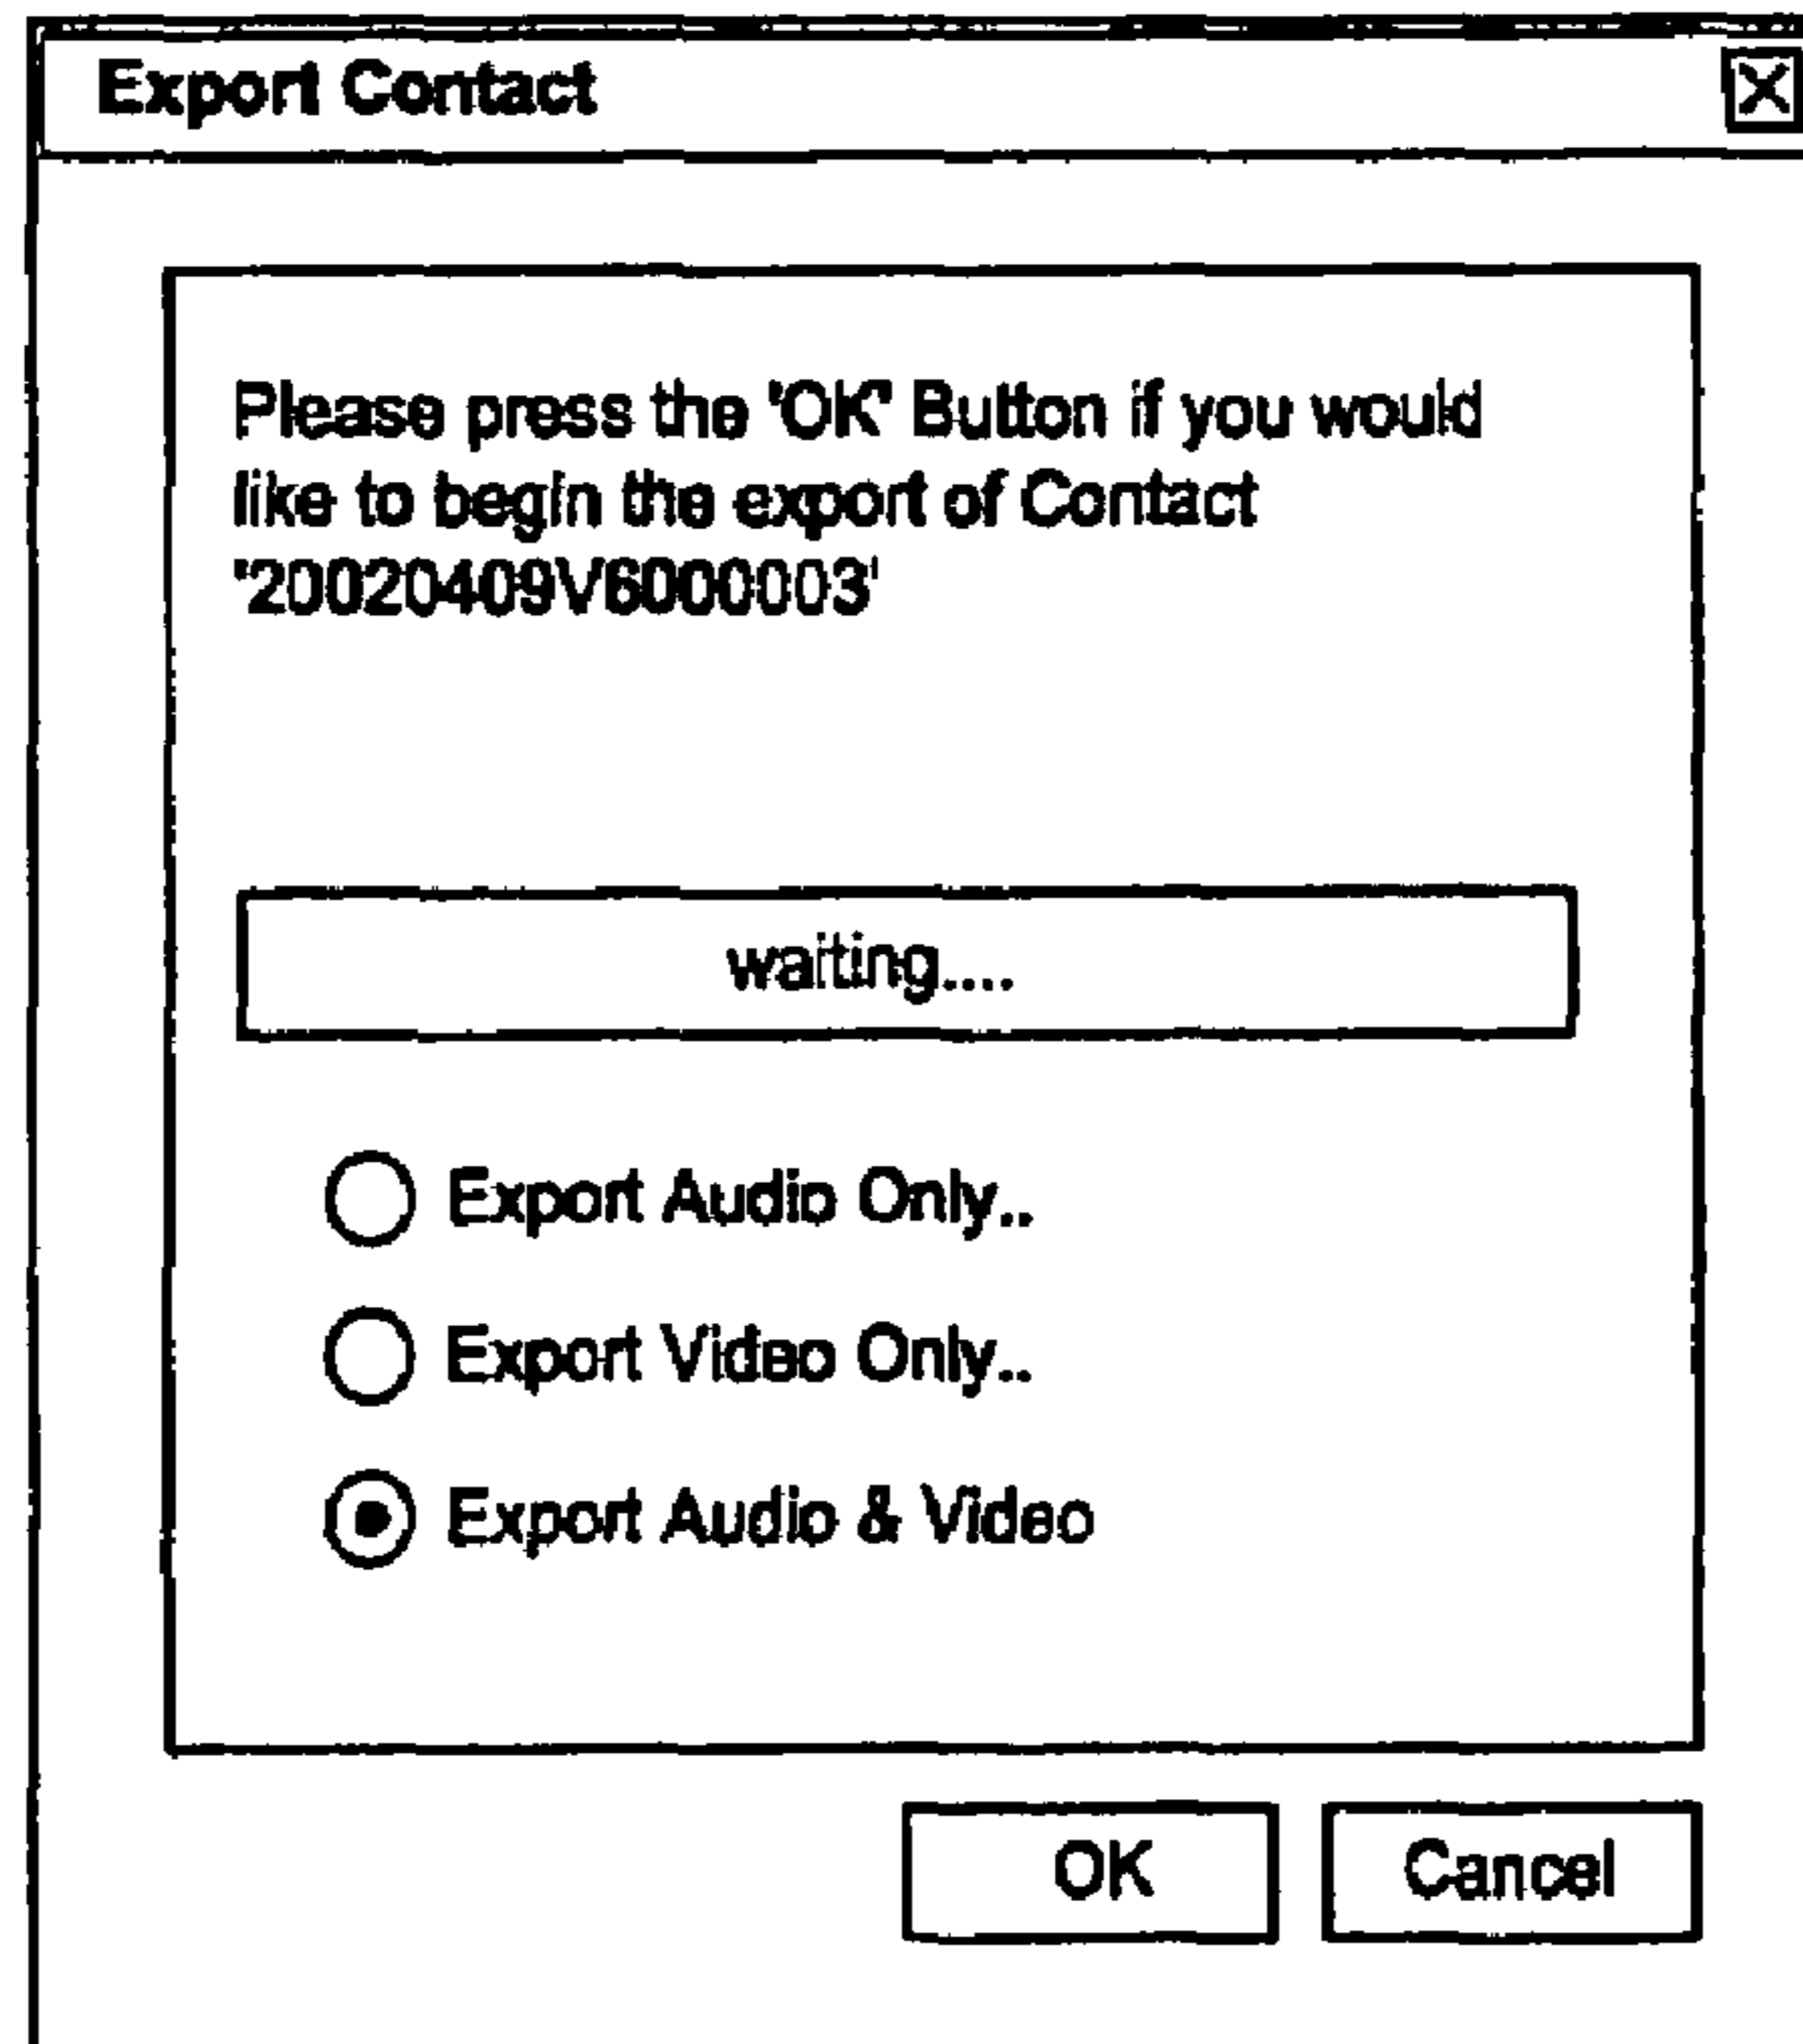 Export Contact
Please press the 'OK' Button if you would
like to begin the export of Contact
'20020409V6000003'
waiting....
Export Audio Only..
Export Video Only..
Export Audio & Video
OK
Cancel